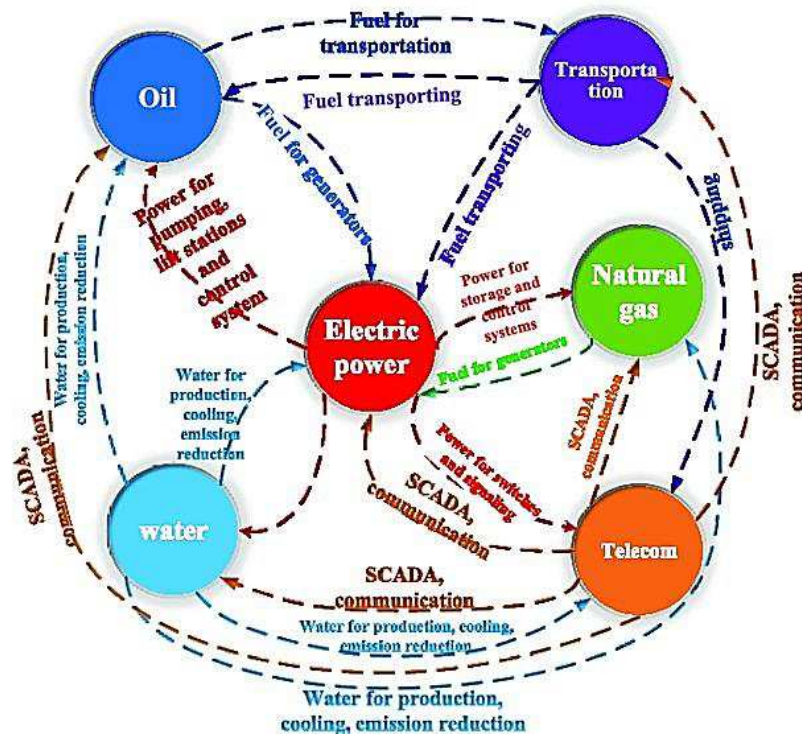 Fuel for
transportation
Oil
Transporta
tion
Fuel transporting
Fuel for generators
Fuel transporting
shipping
Power for
pumping,
lift stations
and
control
system
Water for production,
cooling, emission reduction
Power for
storage and
control
systems
Natural
gas
Electric
power
Fuel for generators
SCADA,
communication
Water for
production,
cooling,
emission
reduction
Power for switches
and signaling
SCADA,
communication
SCADA,
communication
SCADA,
communication
water
Telecom
SCADA,
communication
Water for production, cooling,
emission reduction
Water for production,
cooling, emission reduction